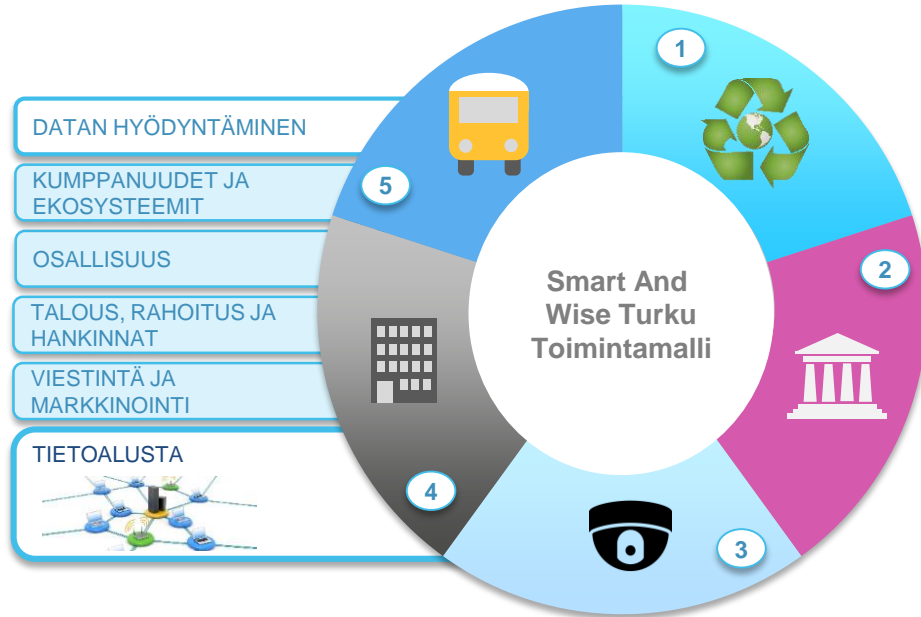 DATAN HYÖDYNTÄMINEN
KUMPPANUUDET JA
EKOSYSTEEMIT
OSALLISUUS
TALOUS, RAHOITUS JA
HANKINNAT
VIESTINTÄ JA
MARKKINOINTI
TIETOALUSTA
1
2
3
4
5
Smart And
Wise Turku
Toimintamalli